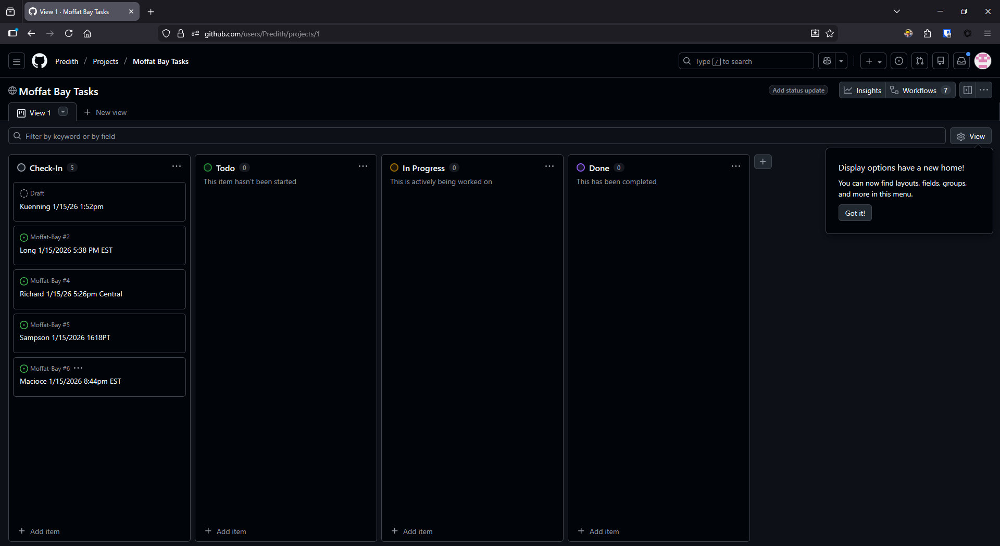 View 1 · Moffat Bay Tasks
github.com/users/Predith/projects/1
Predith / Projects / Moffat Bay Tasks
Type / to search
Moffat Bay Tasks
Add status update
Insights
Workflows 7
View 1
New view
Filter by keyword or by field
View
Check-In 5
Draft
Kuenning 1/15/26 1:52pm
Moffat-Bay #2
Long 1/15/2026 5:38 PM EST
Moffat-Bay #4
Richard 1/15/26 5:26pm Central
Moffat-Bay #5
Sampson 1/15/2026 1618PT
Moffat-Bay #6
Macioce 1/15/2026 8:44pm EST
Add item
Todo 0
This item hasn't been started
Add item
In Progress 0
This is actively being worked on
Add item
Done 0
This has been completed
Add item
Display options have a new home!
You can now find layouts, fields, groups,
and more in this menu.
Got it!